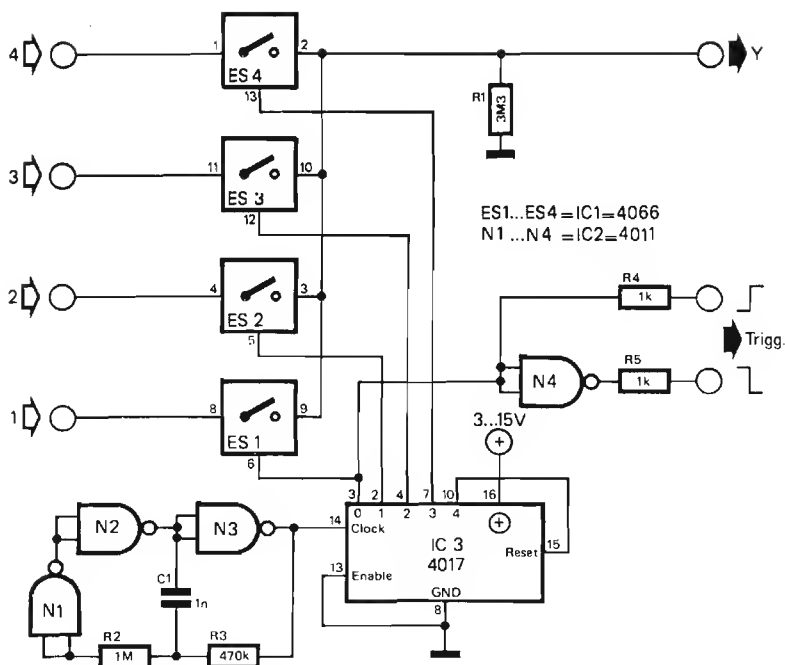 4
1
2
ES 4
13
Y
R1
3M3
3
11
10
ES 3
12
ES1...ES4=IC1=4066
N1...N4 =IC2=4011
2
4
3
ES 2
5
R4
1k
Trigg.
N4
R5
1k
1
8
9
ES 1
6
3...15V
+
3 2 4 7 10 16
0 1 2 3 4 +
N2
N3
14
Clock
IC 3
4017
Reset
15
13
Enable
GND
8
C1
1n
N1
R2
1M
R3
470k